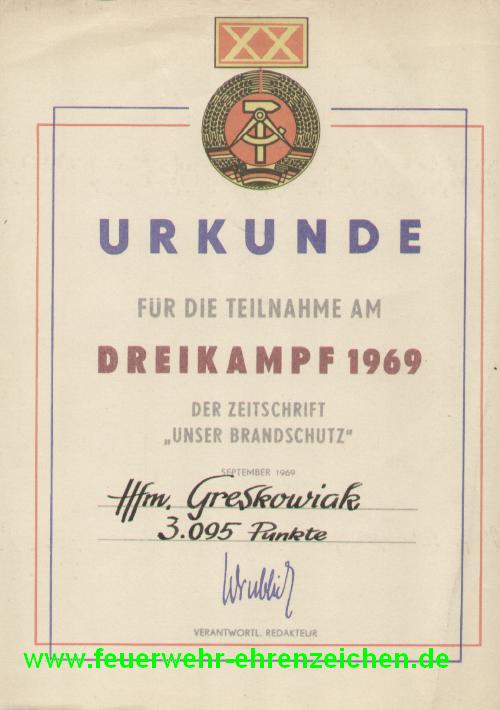 XX
URKUNDE
FÜR DIE TEILNAHME AM
DREIKAMPF 1969
DER ZEITSCHRIFT
„UNSER BRANDSCHUTZ“
SEPTEMBER 1969
Hfm. Greskowiak
3.095 Punkte
VERANTWORTL. REDAKTEUR
www.feuerwehr-ehrenzeichen.de